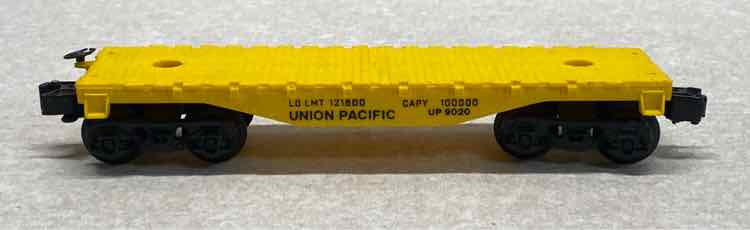 LD LMT 121800 CAPY 100000
UNION PACIFIC UP 9020